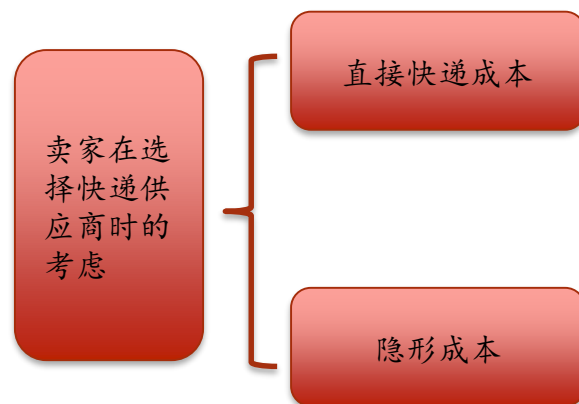 卖家在选
择快递供
应商时的
考虑
直接快递成本
隐形成本